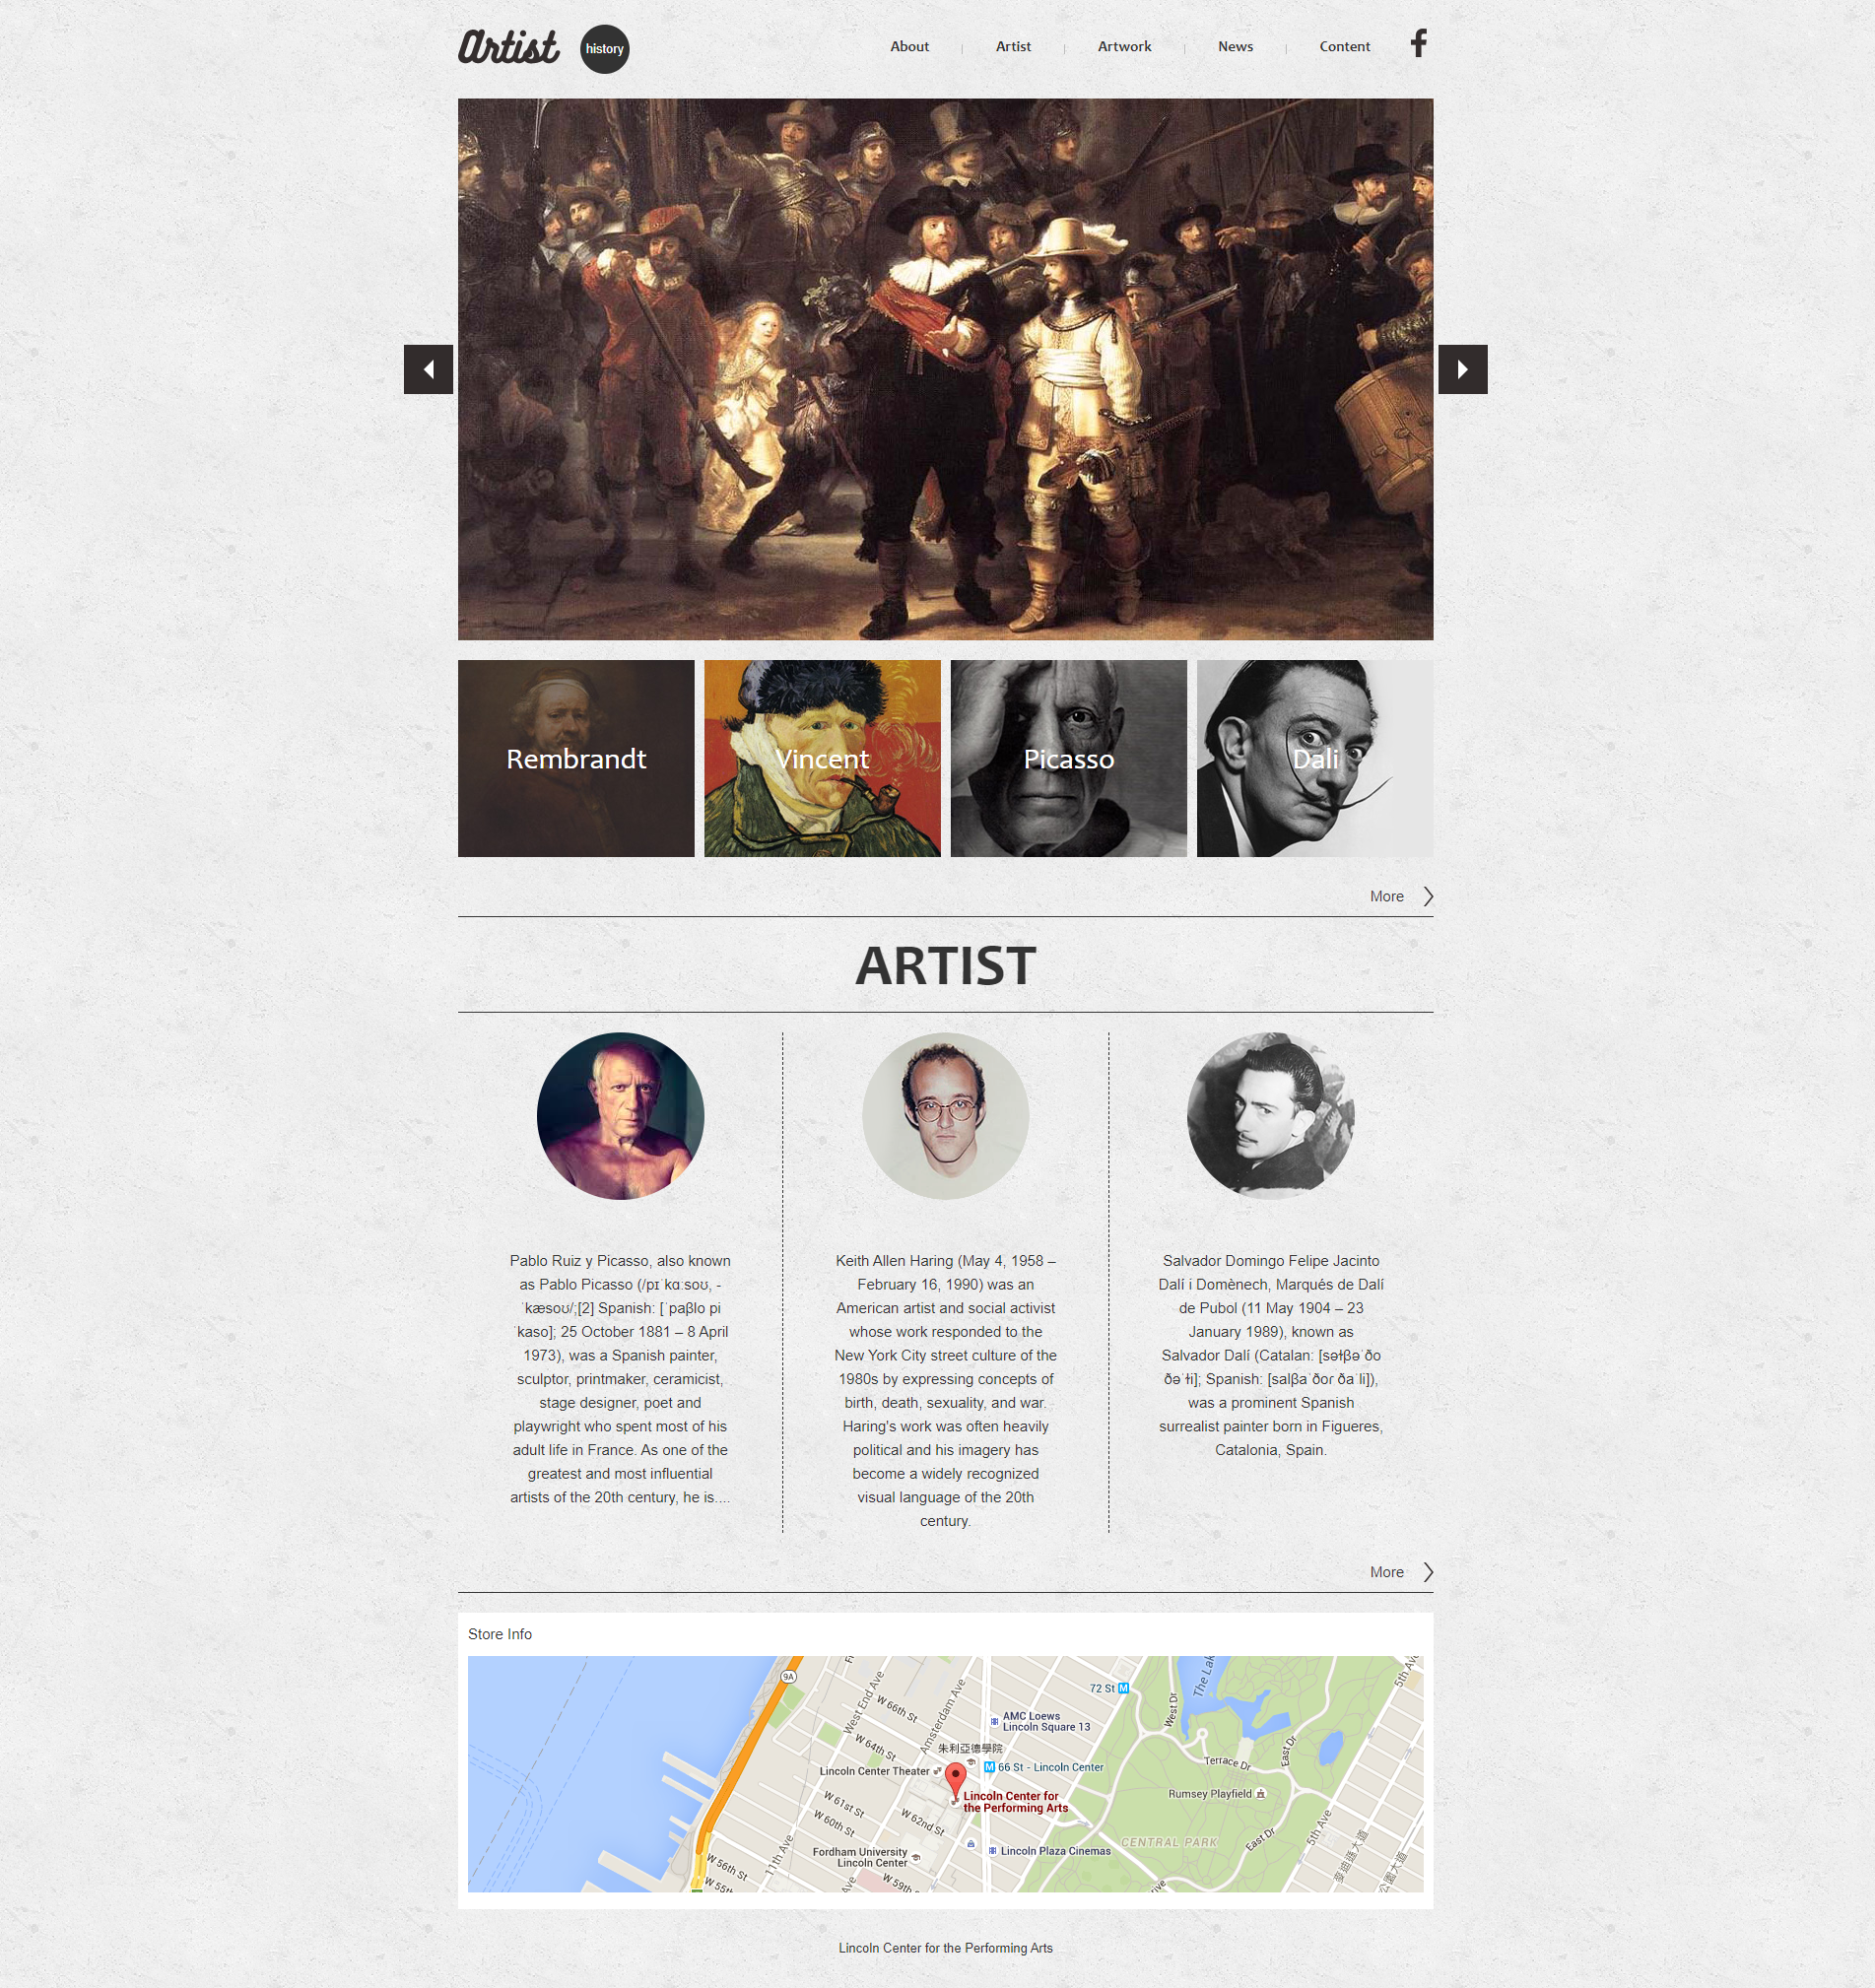 Artist
history
About
Artist
Artwork
News
Content
Rembrandt
Vincent
Picasso
Dali
More
ARTIST
Pablo Ruiz y Picasso, also known
as Pablo Picasso (/pɪˈkɑːsoʊ, -
ˈkæsoʊ/;[2] Spanish: [ˈpaβlo pi
ˈkaso]; 25 October 1881 – 8 April
1973), was a Spanish painter,
sculptor, printmaker, ceramicist,
stage designer, poet and
playwright who spent most of his
adult life in France. As one of the
greatest and most influential
artists of the 20th century, he is....
Keith Allen Haring (May 4, 1958 –
February 16, 1990) was an
American artist and social activist
whose work responded to the
New York City street culture of the
1980s by expressing concepts of
birth, death, sexuality, and war.
Haring's work was often heavily
political and his imagery has
become a widely recognized
visual language of the 20th
century.
Salvador Domingo Felipe Jacinto
Dalí i Domènech, Marqués de Dalí
de Pubol (11 May 1904 – 23
January 1989), known as
Salvador Dalí (Catalan: [səɫβəˈðo
ðəˈɫi]; Spanish: [salβaˈðoɾ ðaˈli]),
was a prominent Spanish
surrealist painter born in Figueres,
Catalonia, Spain.
More
Store Info
9A
West End Ave
W 66th St
Amsterdam Ave
72 St
The Lak
West Dr
5th Ave
AMC Loews
Lincoln Square 13
W 64th St
朱利亞德學院
Terrace Dr
East Dr
Lincoln Center Theater
66 St - Lincoln Center
Lincoln Center for
the Performing Arts
Rumsey Playfield
W 61st St
W 60th St
W 62nd St
CENTRAL PARK
East Dr
5th Ave
Fordham University
Lincoln Center
Lincoln Plaza Cinemas
11th Ave
W 56th St
W 55th
W 59th S
Ave
Lincoln Center for the Performing Arts